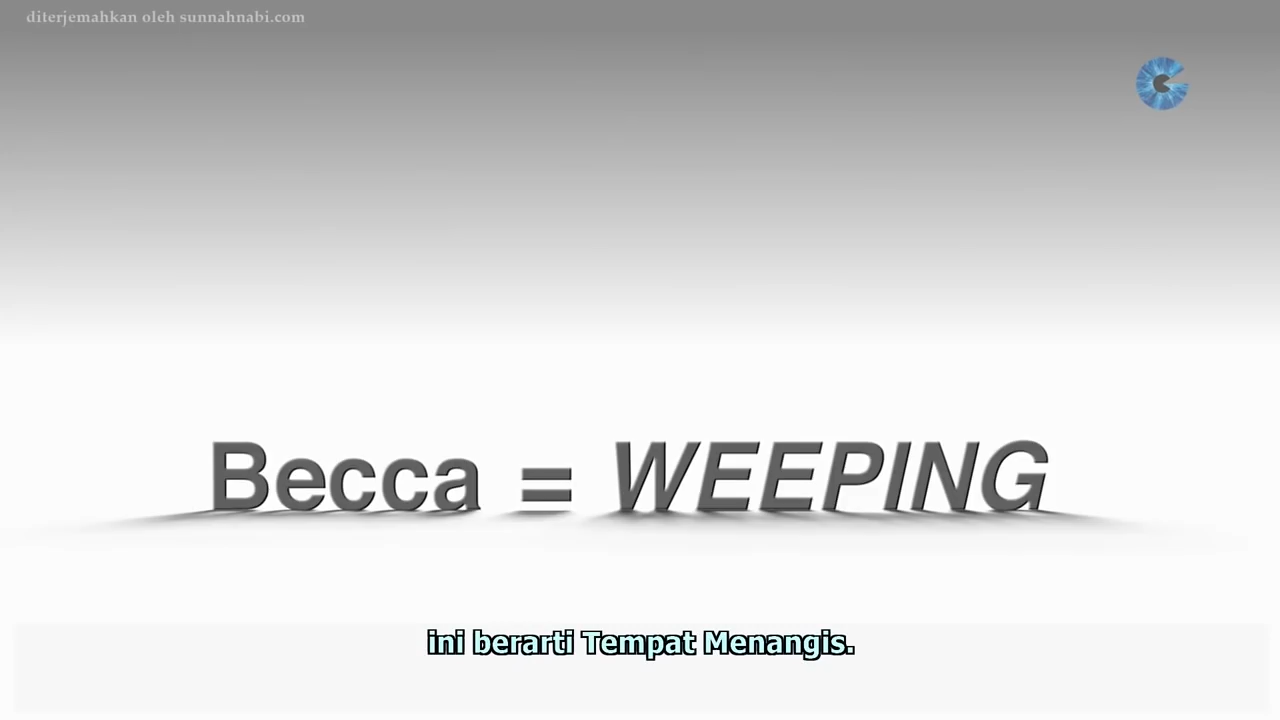 diterjemahkan oleh sunnahnabi.com
Becca = WEEPING
ini berarti Tempat Menangis.